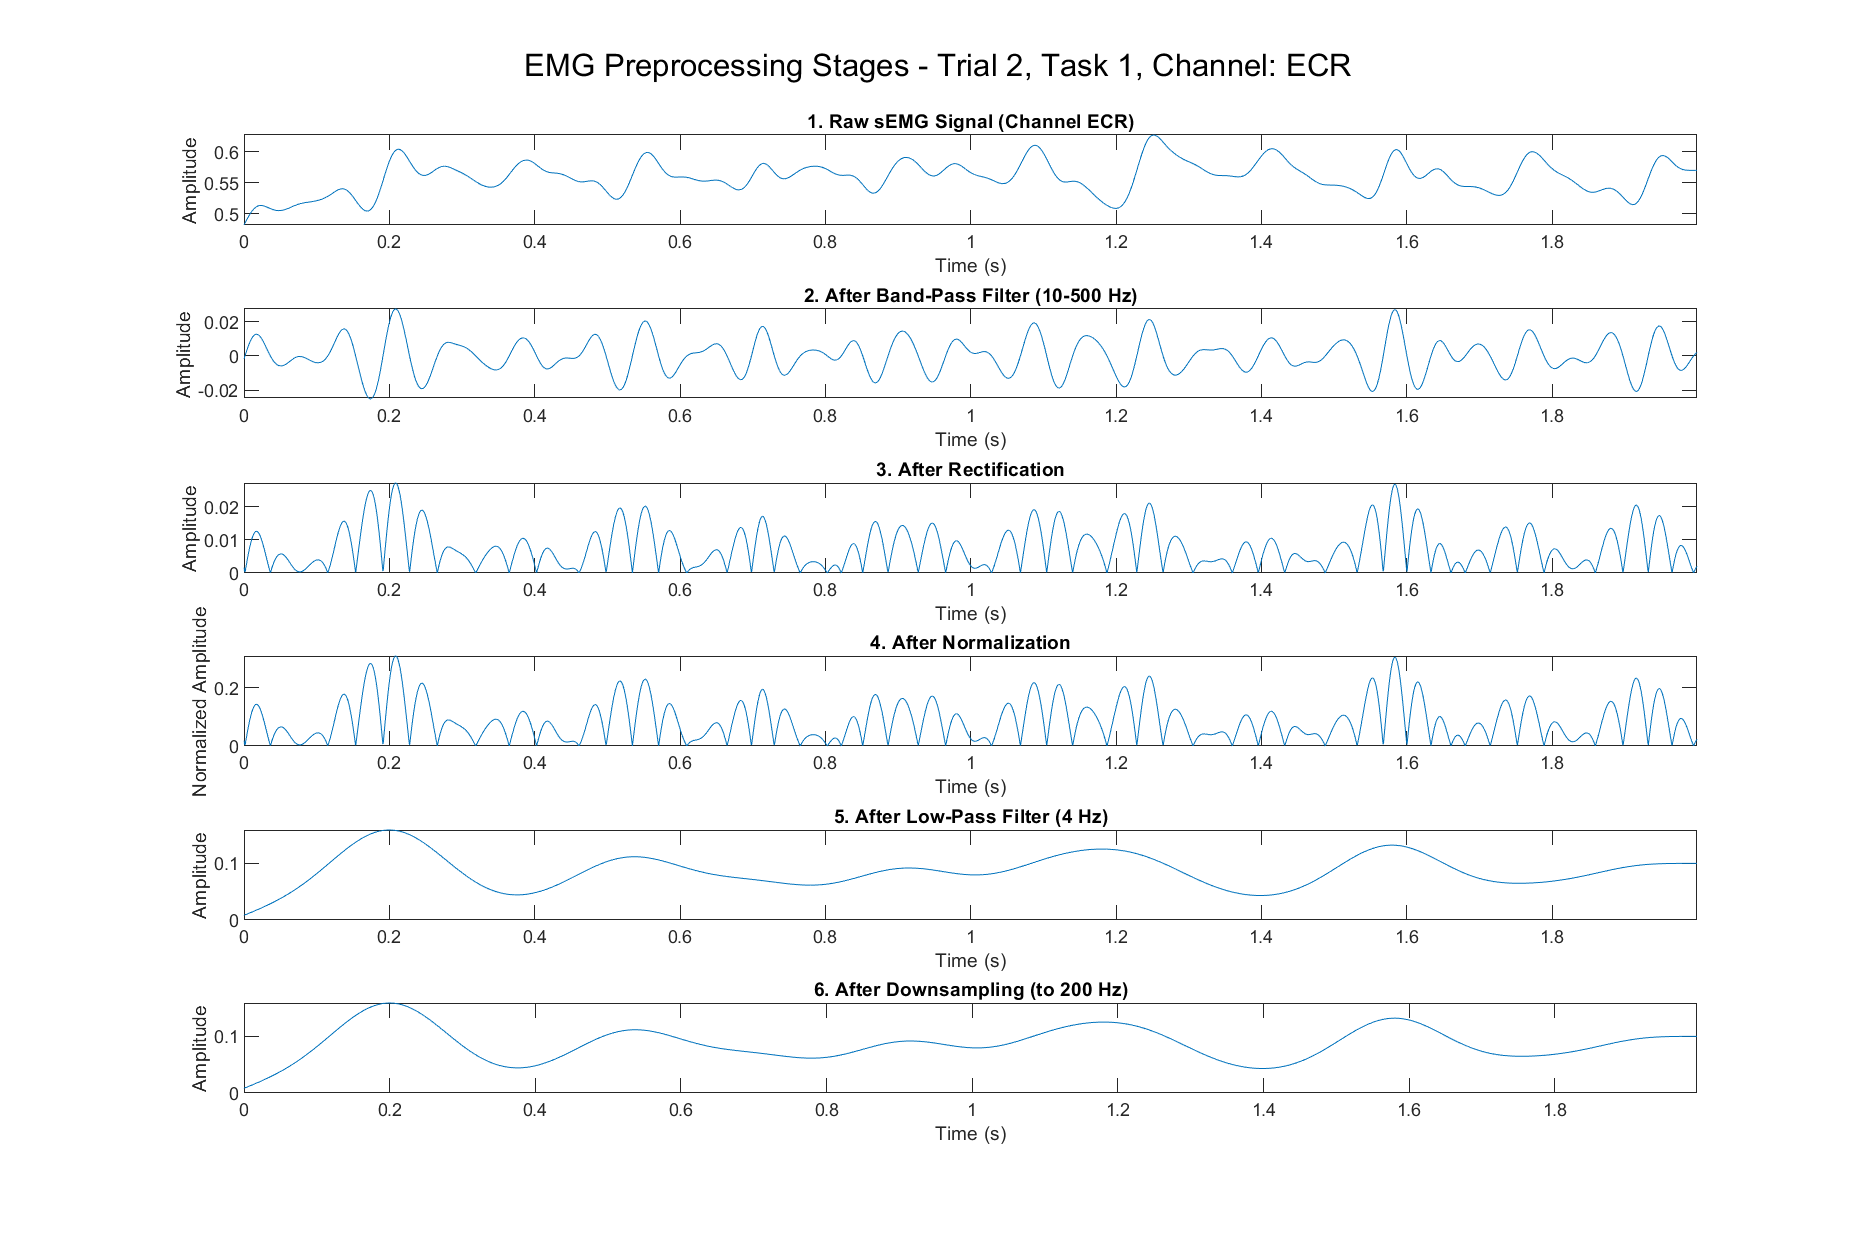 EMG Preprocessing Stages - Trial 2, Task 1, Channel: ECR
1. Raw sEMG Signal (Channel ECR)
Amplitude
0.6
0.55
0.5
0 0.2 0.4 0.6 0.8 1 1.2 1.4 1.6 1.8
Time (s)
2. After Band-Pass Filter (10-500 Hz)
Amplitude
0.02
0
-0.02
0 0.2 0.4 0.6 0.8 1 1.2 1.4 1.6 1.8
Time (s)
3. After Rectification
Amplitude
0.02
0.01
0
0 0.2 0.4 0.6 0.8 1 1.2 1.4 1.6 1.8
Time (s)
4. After Normalization
Normalized Amplitude
0.2
0
0 0.2 0.4 0.6 0.8 1 1.2 1.4 1.6 1.8
Time (s)
5. After Low-Pass Filter (4 Hz)
Amplitude
0.1
0
0 0.2 0.4 0.6 0.8 1 1.2 1.4 1.6 1.8
Time (s)
6. After Downsampling (to 200 Hz)
Amplitude
0.1
0
0 0.2 0.4 0.6 0.8 1 1.2 1.4 1.6 1.8
Time (s)